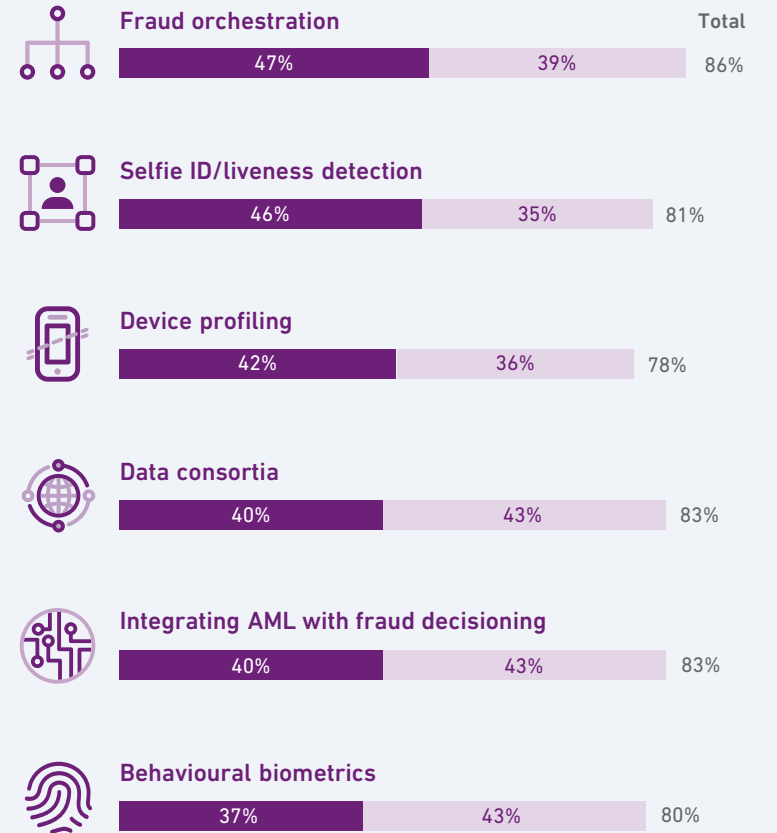 Fraud orchestration Total
47% 39% 86%
Selfie ID/liveness detection
46% 35% 81%
Device profiling
42% 36% 78%
Data consortia
40% 43% 83%
Integrating AML with fraud decisioning
40% 43% 83%
Behavioural biometrics
37% 43% 80%